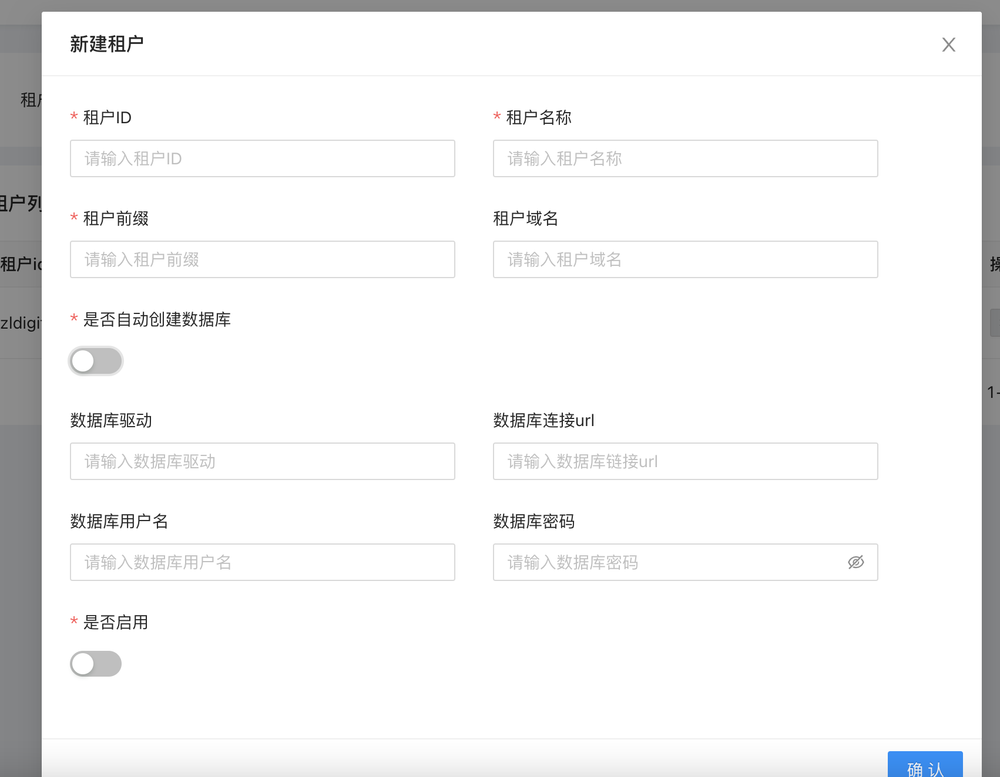 新建租户
* 租户ID
* 租户名称
请输入租户ID
请输入租户名称
* 租户前缀
租户域名
请输入租户前缀
请输入租户域名
* 是否自动创建数据库
数据库驱动
数据库连接url
请输入数据库驱动
请输入数据库链接url
数据库用户名
数据库密码
请输入数据库用户名
请输入数据库密码
* 是否启用
确认
租户
租户列
租户id
操
zldigit
1-